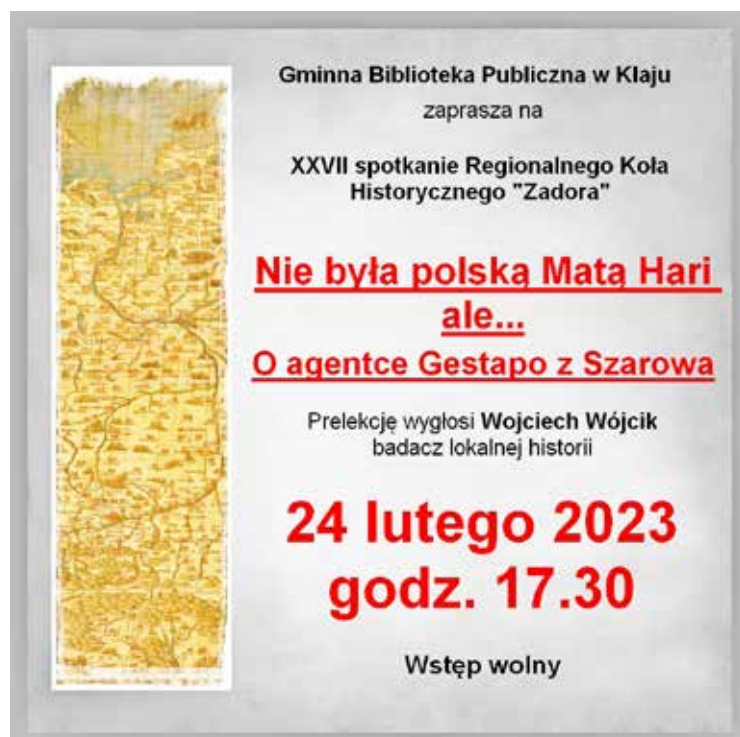 Gminna Biblioteka Publiczna w Kłaju
zaprasza na
XXVII spotkanie Regionalnego Koła
Historycznego "Zadora"
Nie była polską Matą Hari
ale...
O agentce Gestapo z Szarowa
Prelekcję wygłosi Wojciech Wójcik
badacz lokalnej historii
24 lutego 2023
godz. 17.30
Wstęp wolny